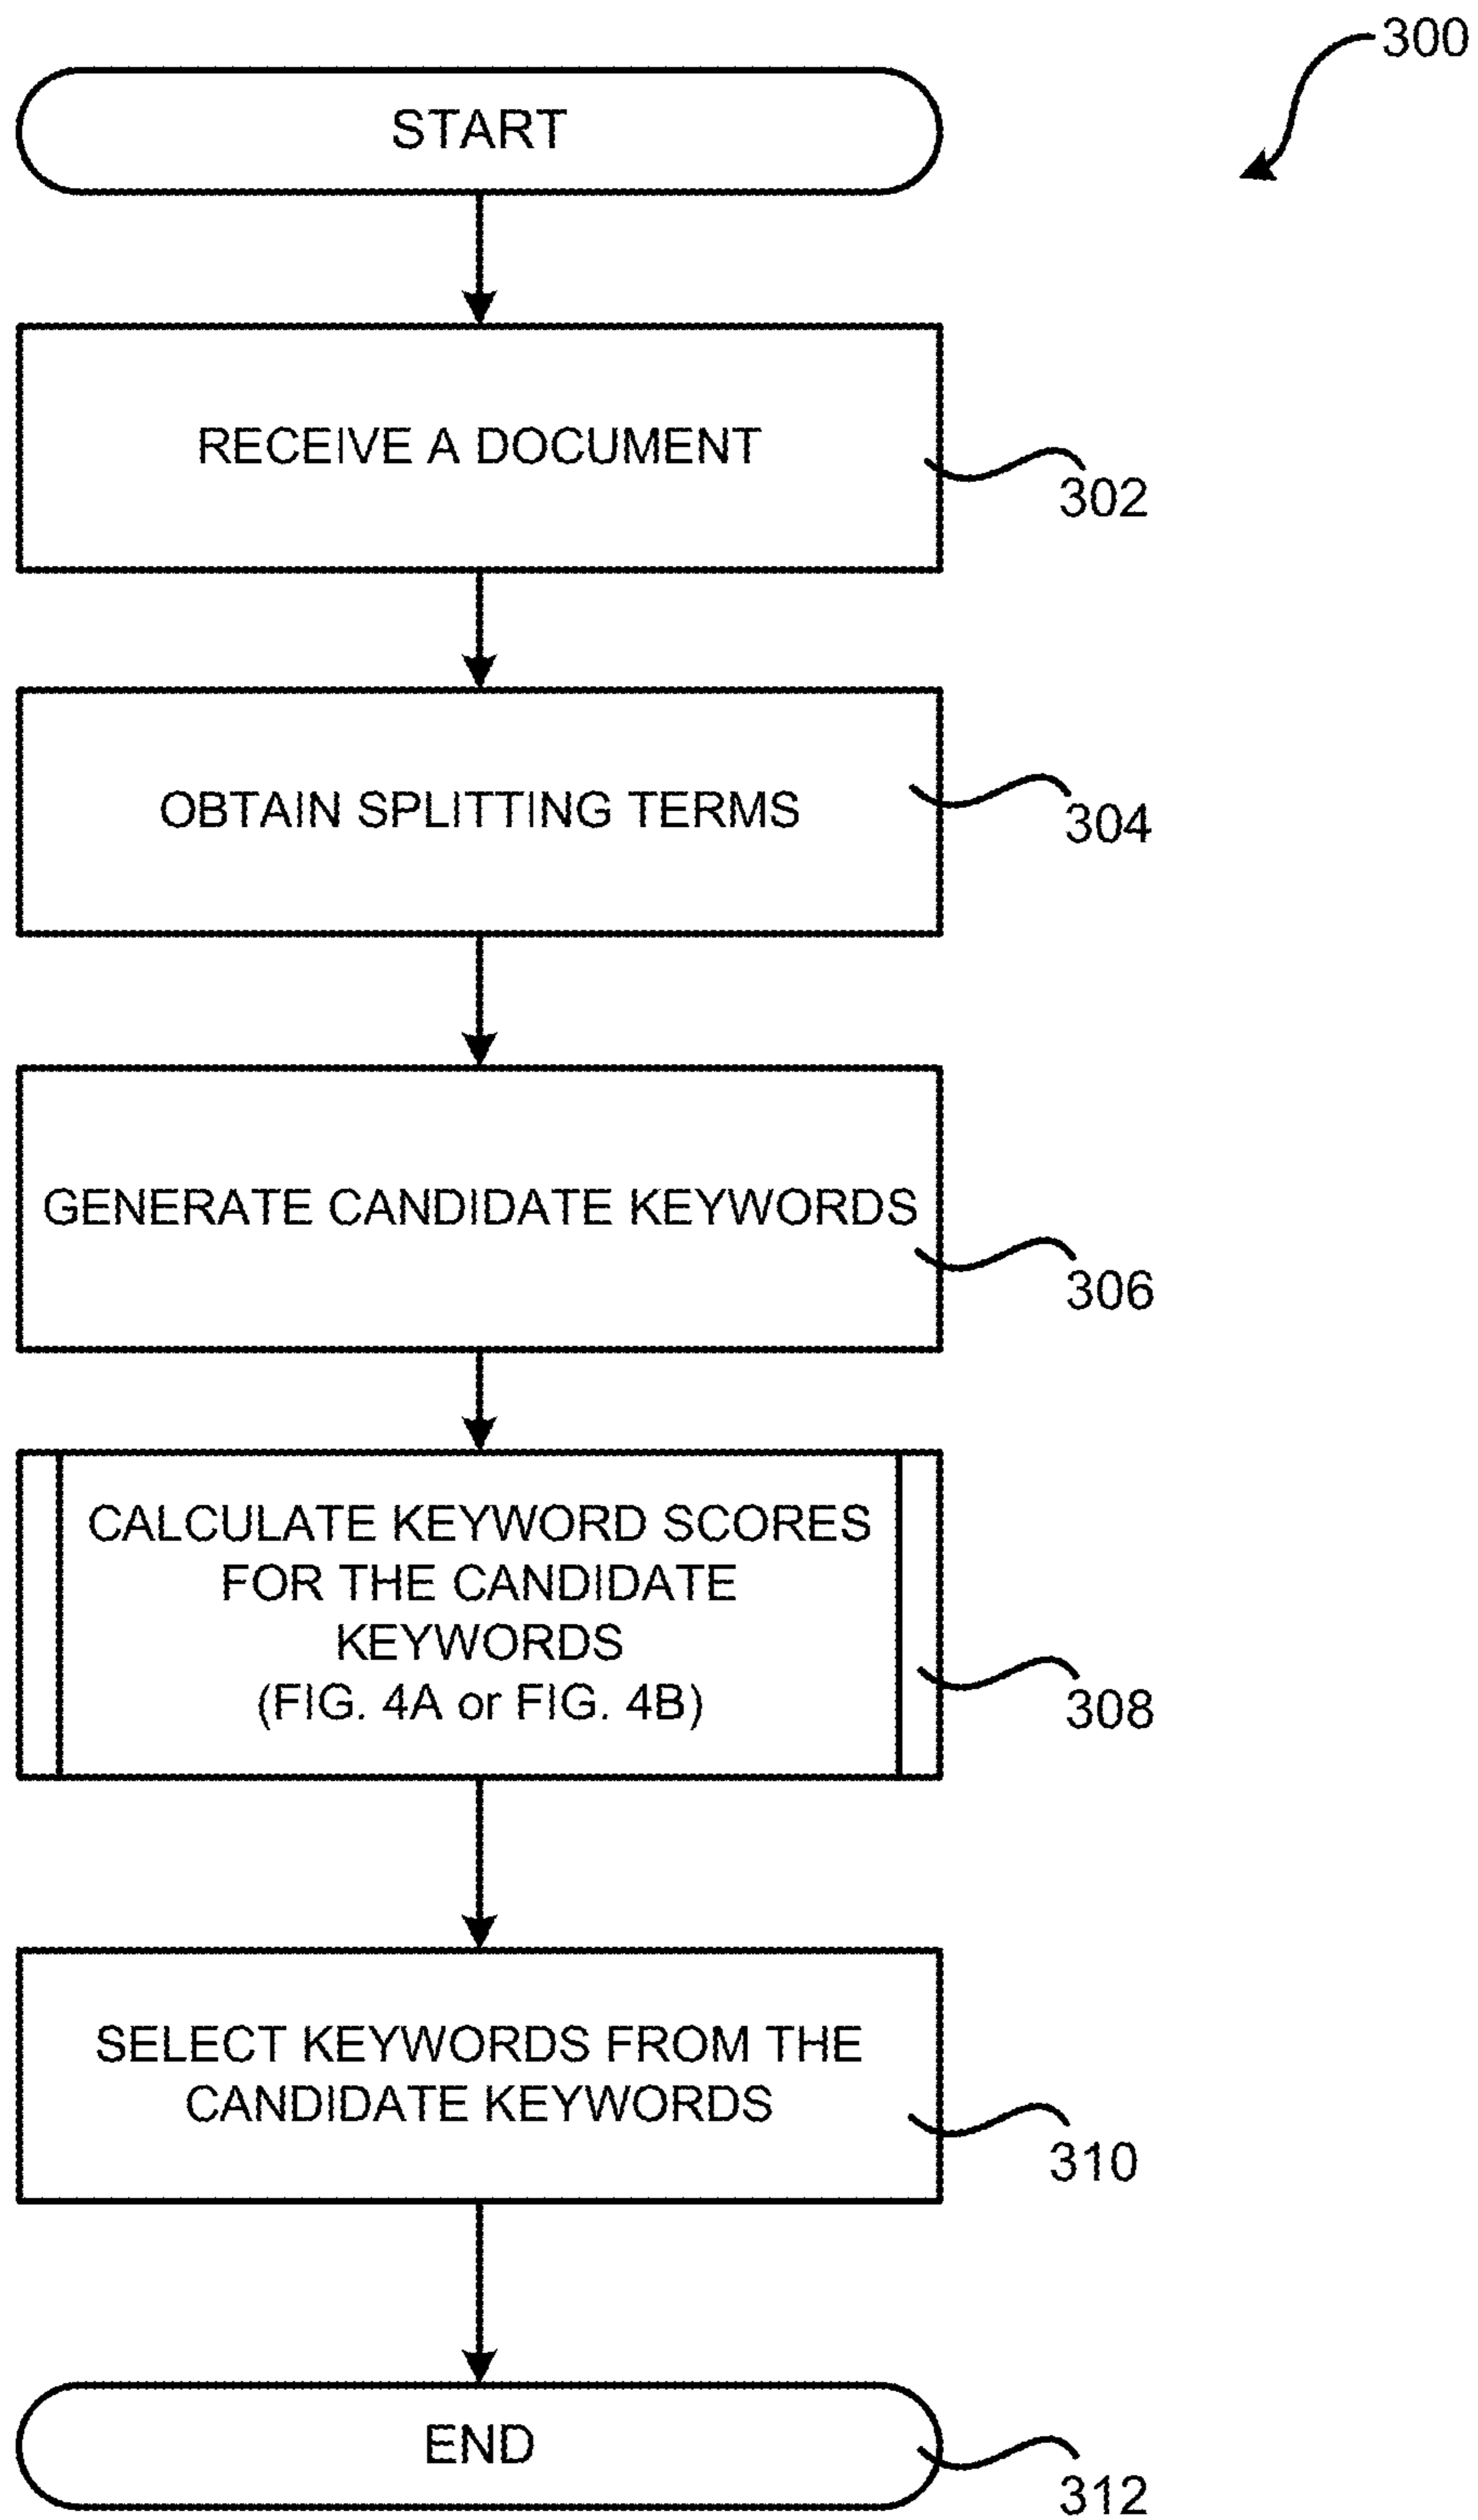 300
START
RECEIVE A DOCUMENT
302
OBTAIN SPLITTING TERMS
304
GENERATE CANDIDATE KEYWORDS
306
CALCULATE KEYWORD SCORES
FOR THE CANDIDATE
KEYWORDS
(FIG. 4A or FIG. 4B)
308
SELECT KEYWORDS FROM THE
CANDIDATE KEYWORDS
310
END
312